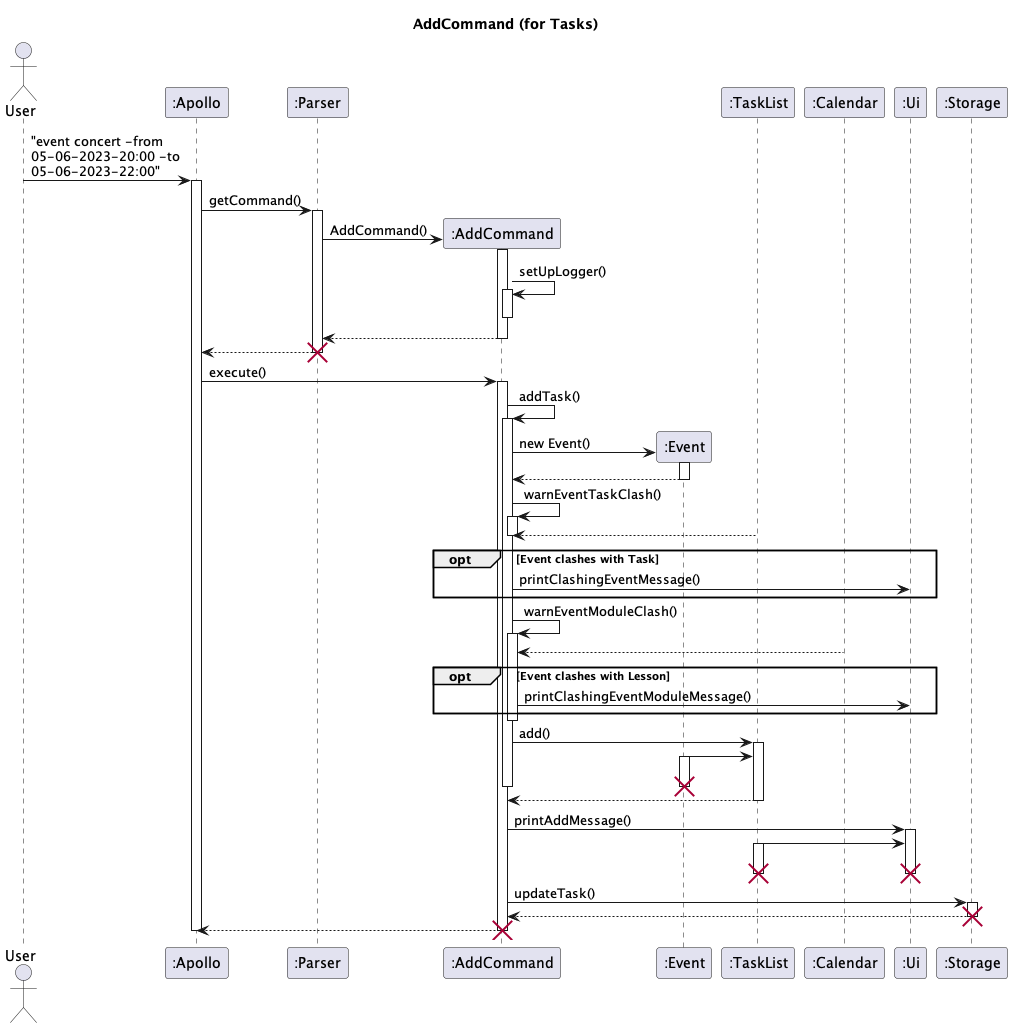 AddCommand (for Tasks)
User
:Apollo
:Parser
:TaskList
:Calendar
:Ui
:Storage
"event concert -from
05-06-2023-20:00 -to
05-06-2023-22:00"
getCommand()
AddCommand()
:AddCommand
setUpLogger()
execute()
addTask()
new Event()
:Event
warnEventTaskClash()
opt
[Event clashes with Task]
printClashingEventMessage()
warnEventModuleClash()
opt
[Event clashes with Lesson]
printClashingEventModuleMessage()
add()
printAddMessage()
updateTask()
User
:Apollo
:Parser
:AddCommand
:Event
:TaskList
:Calendar
:Ui
:Storage